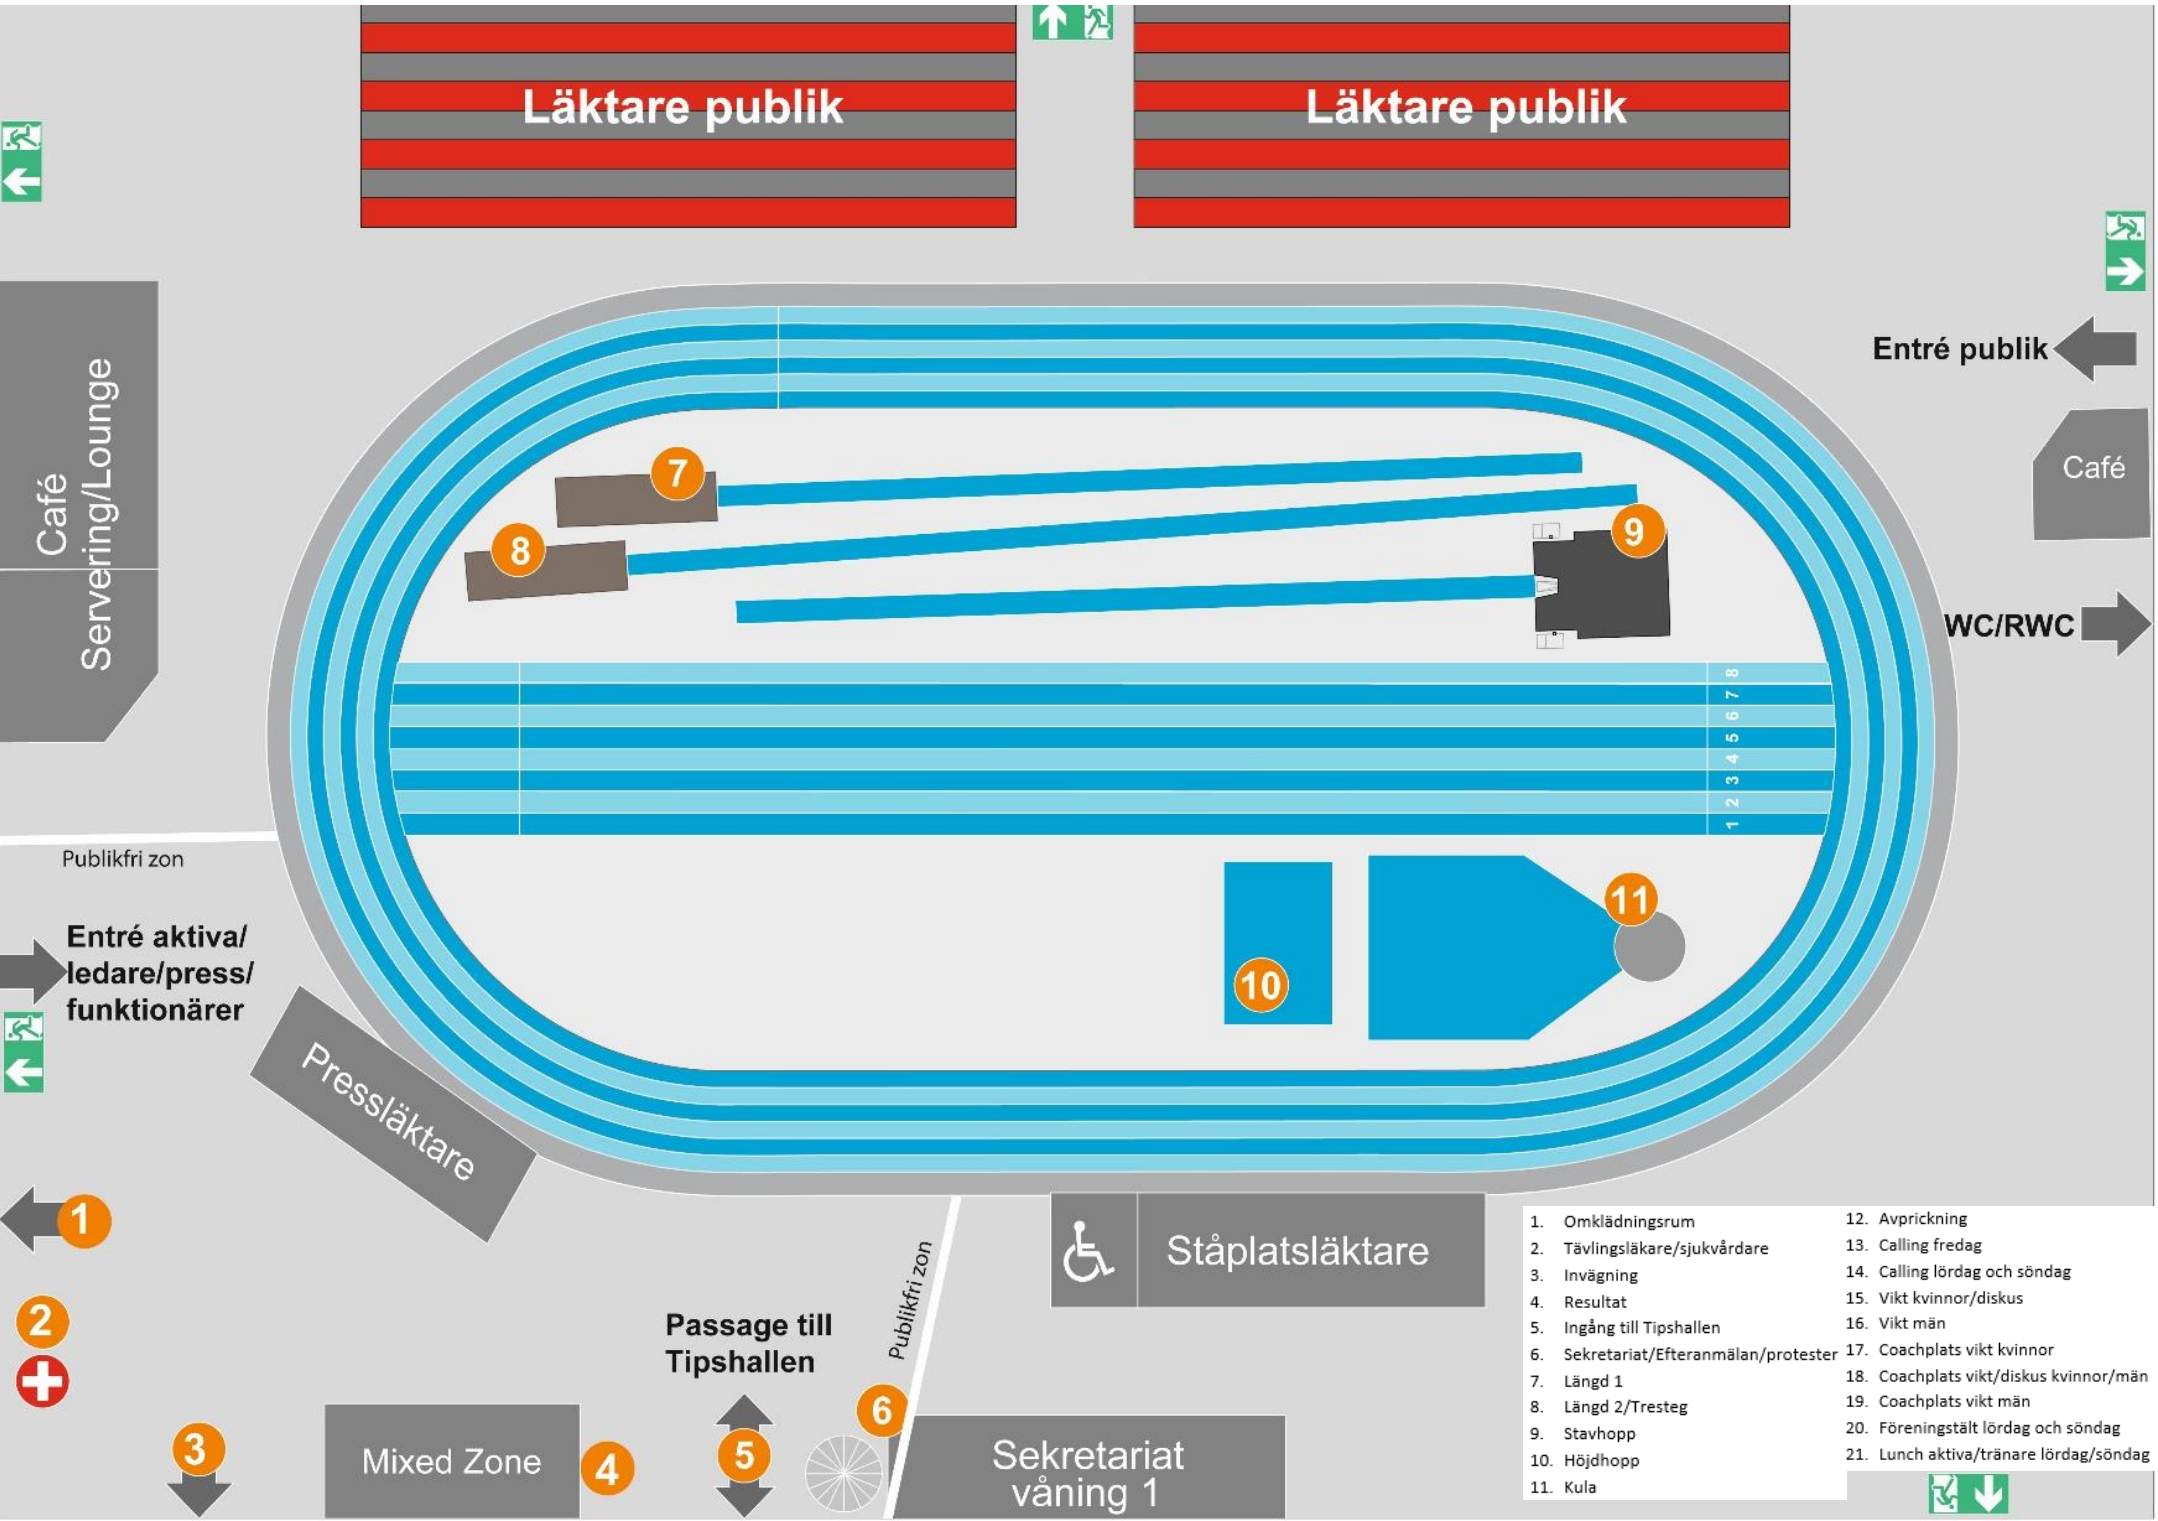 Läktare publik
Läktare publik
Entré publik
Café
Servering/Lounge
Café
WC/RWC
7
8
9
8
7
6
5
4
3
2
1
Publikfri zon
Entré aktiva/
ledare/press/
funktionärer
11
10
Pressläktare
1
2
3
Mixed Zone
4
Passage till
Tipshallen
5
6
Publikfri zon
Ståplatsläktare
Sekretariat
våning 1
1. Omklädningsrum
2. Tävlingsläkare/sjukvårdare
3. Invägning
4. Resultat
5. Ingång till Tipshallen
6. Sekretariat/Efteranmälan/protester
7. Längd 1
8. Längd 2/Tresteg
9. Stavhopp
10. Höjdhopp
11. Kula
12. Avprickning
13. Calling fredag
14. Calling lördag och söndag
15. Vikt kvinnor/diskus
16. Vikt män
17. Coachplats vikt kvinnor
18. Coachplats vikt/diskus kvinnor/män
19. Coachplats vikt män
20. Föreningstält lördag och söndag
21. Lunch aktiva/tränare lördag/söndag